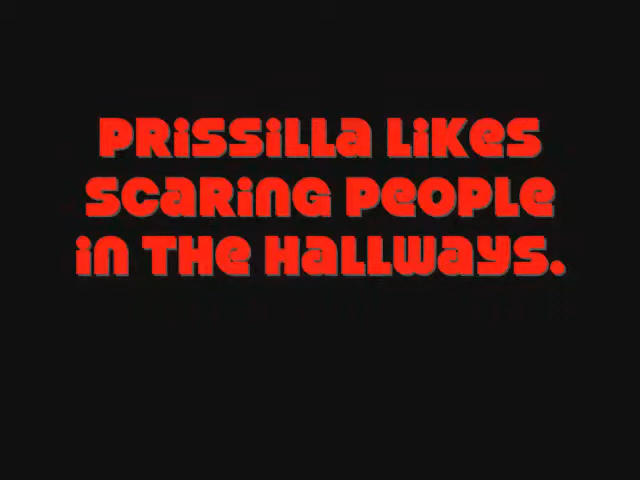 PRiSSiLLa LiKeS
SCaRinG PeOPLe
in THe HaLLWaYS.